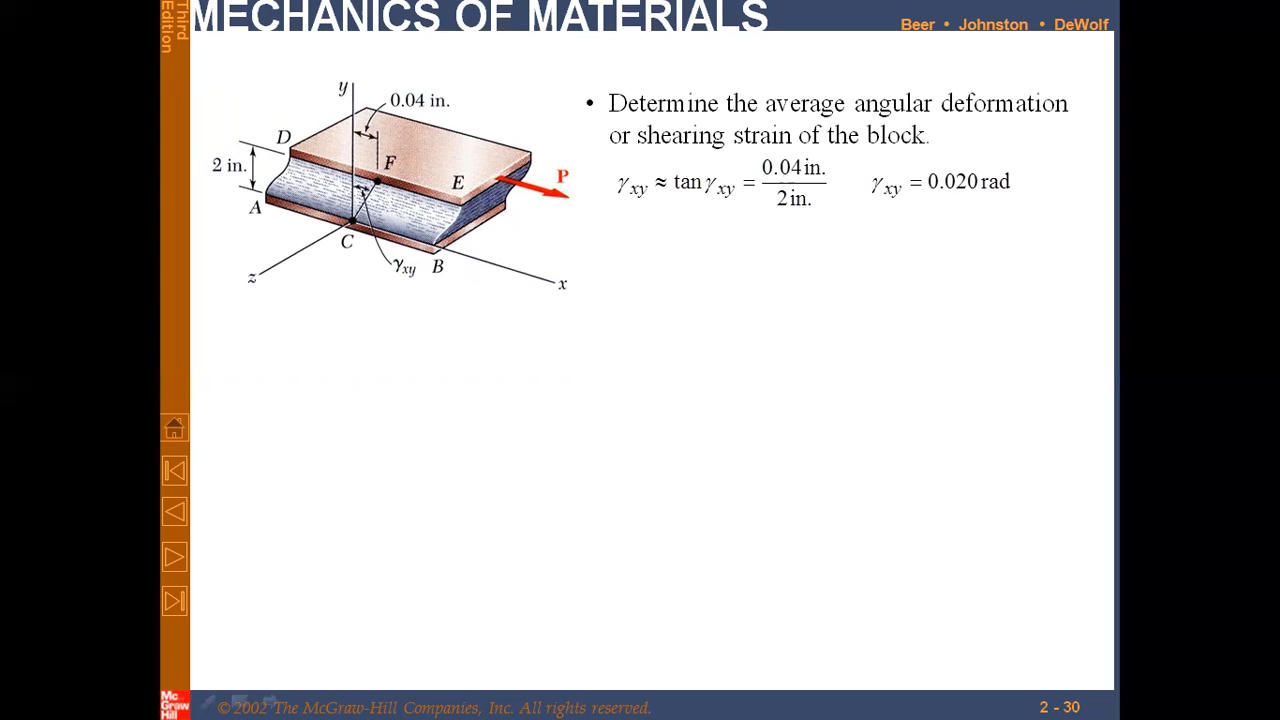 MECHANICS OF MATERIALS
Beer • Johnston • DeWolf
Third
Edition
y
0.04 in.
D
F
2 in.
E
P
A
C
γxy
B
z
x
• Determine the average angular deformation
or shearing strain of the block.
γxy ≈ tan γxy = 0.04 in. / 2 in.    γxy = 0.020 rad
Mc
Graw
Hill
©2002 The McGraw-Hill Companies, Inc. All rights reserved.
2 - 30